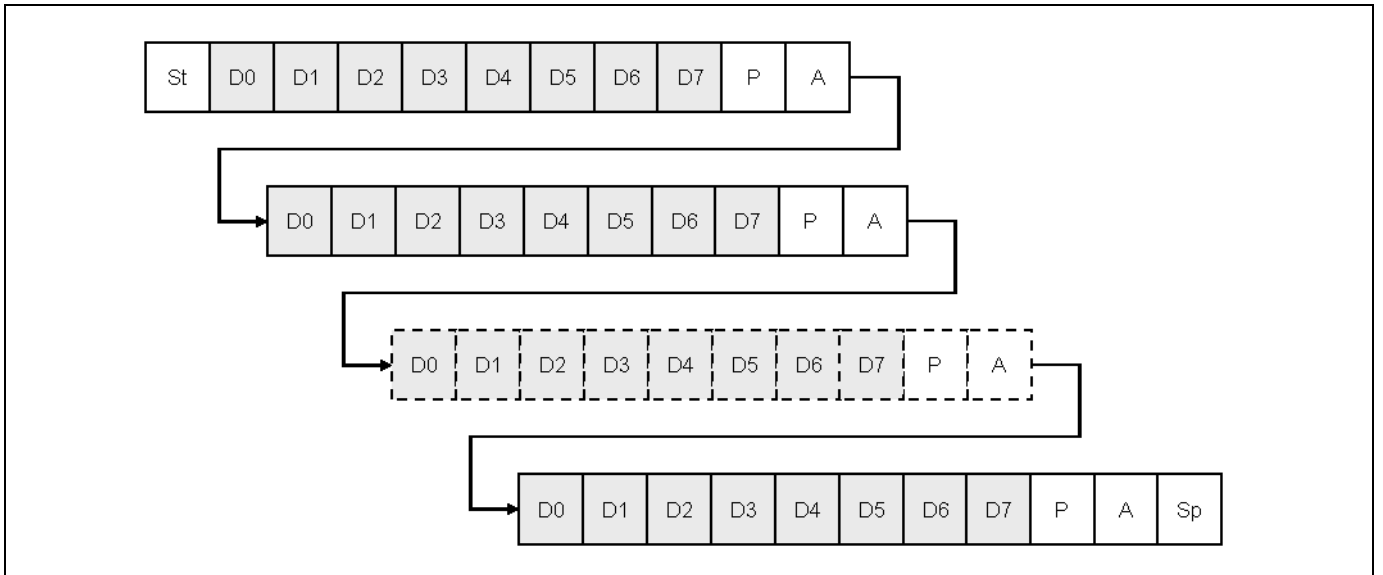 St D0 D1 D2 D3 D4 D5 D6 D7 P A
D0 D1 D2 D3 D4 D5 D6 D7 P A
D0 D1 D2 D3 D4 D5 D6 D7 P A
D0 D1 D2 D3 D4 D5 D6 D7 P A Sp